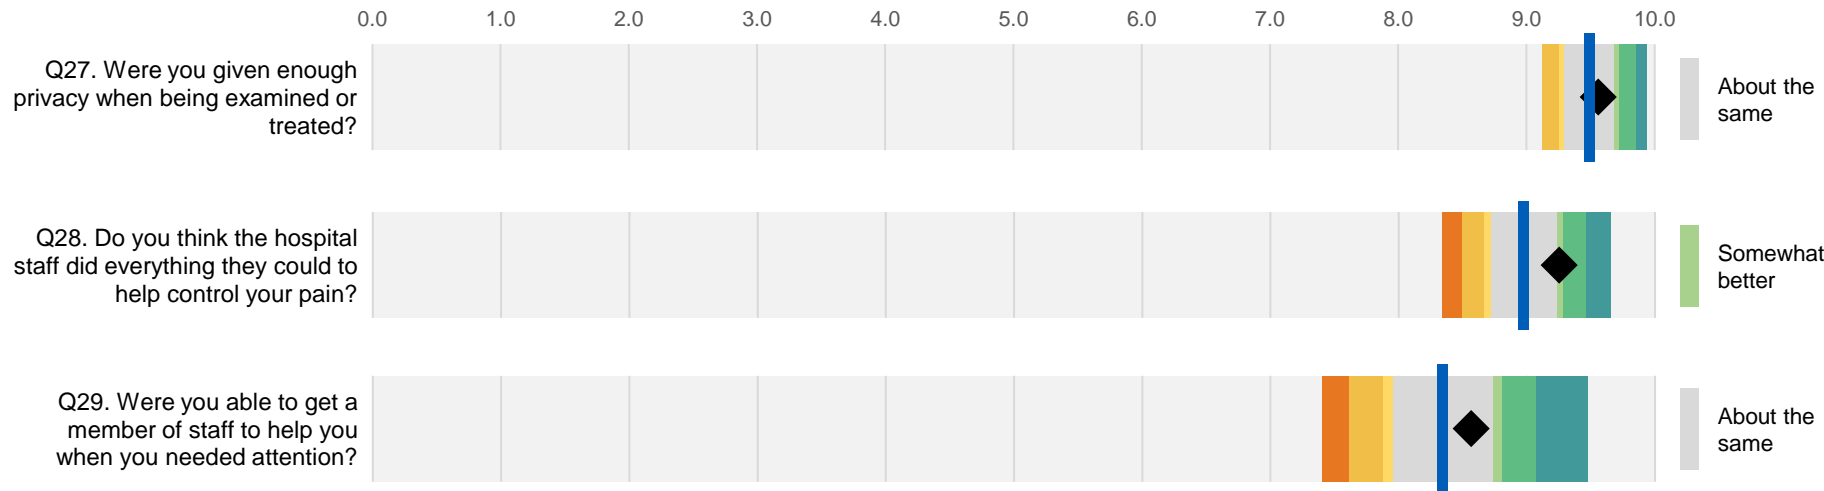 0.0 1.0 2.0 3.0 4.0 5.0 6.0 7.0 8.0 9.0 10.0
Q27. Were you given enough
privacy when being examined or
treated?
About the
same
Q28. Do you think the hospital
staff did everything they could to
help control your pain?
Somewhat
better
Q29. Were you able to get a
member of staff to help you
when you needed attention?
About the
same